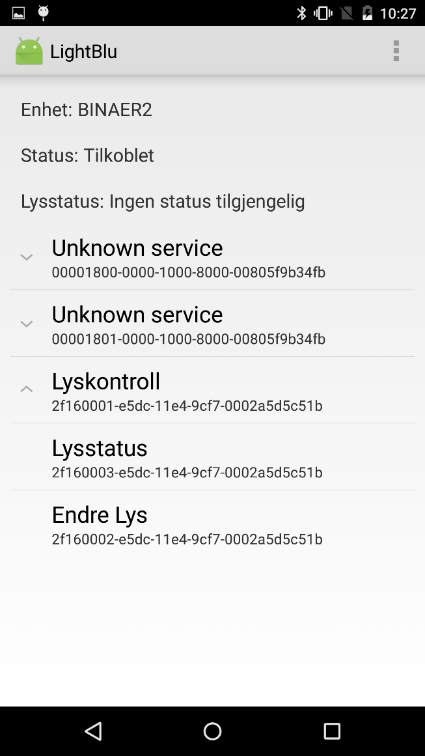 10:27
LightBlu
Enhet: BINAER2
Status: Tilkoblet
Lysstatus: Ingen status tilgjengelig
Unknown service
00001800-0000-1000-8000-00805f9b34fb
Unknown service
00001801-0000-1000-8000-00805f9b34fb
Lyskontroll
2f160001-e5dc-11e4-9cf7-0002a5d5c51b
Lysstatus
2f160003-e5dc-11e4-9cf7-0002a5d5c51b
Endre Lys
2f160002-e5dc-11e4-9cf7-0002a5d5c51b